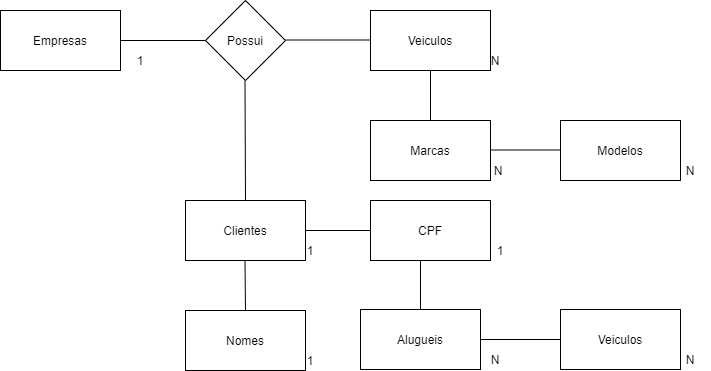 Empresas
Possui
Veiculos
1
N
Marcas
Modelos
N
N
Clientes
CPF
1
1
Nomes
Alugueis
Veiculos
1
N
N